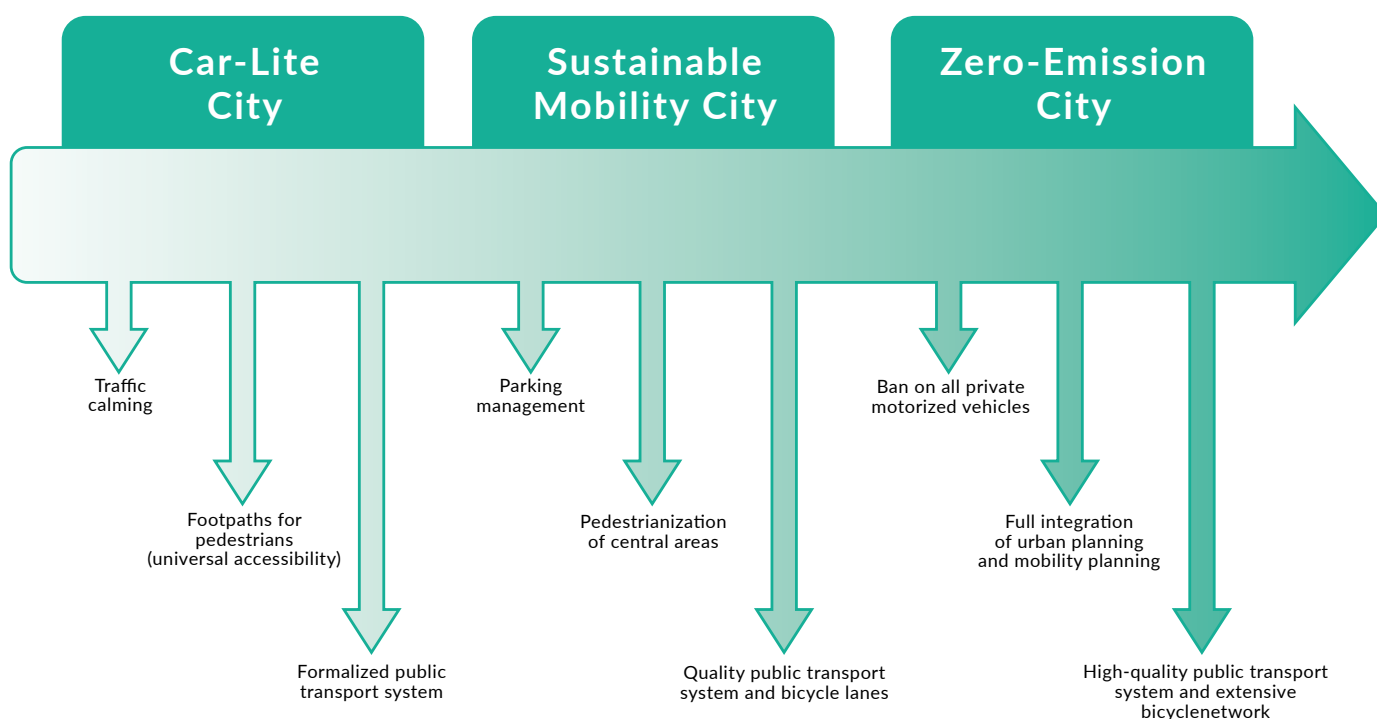 Car-Lite
City
Sustainable
Mobility City
Zero-Emission
City
Traffic
calming
Footpaths for
pedestrians
(universal accessibility)
Formalized public
transport system
Parking
management
Pedestrianization
of central areas
Quality public transport
system and bicycle lanes
Ban on all private
motorized vehicles
Full integration
of urban planning
and mobility planning
High-quality public transport
system and extensive
bicyclenetwork